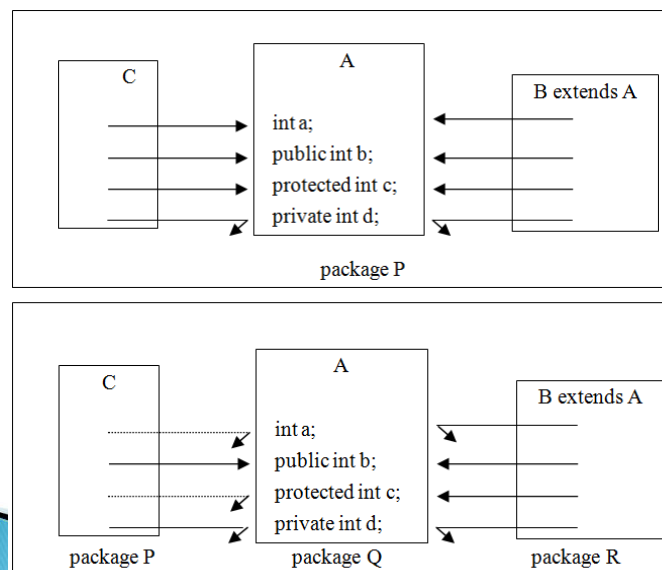 C
A
B extends A
int a;
public int b;
protected int c;
private int d;
package P
C
A
B extends A
int a;
public int b;
protected int c;
private int d;
package P
package Q
package R